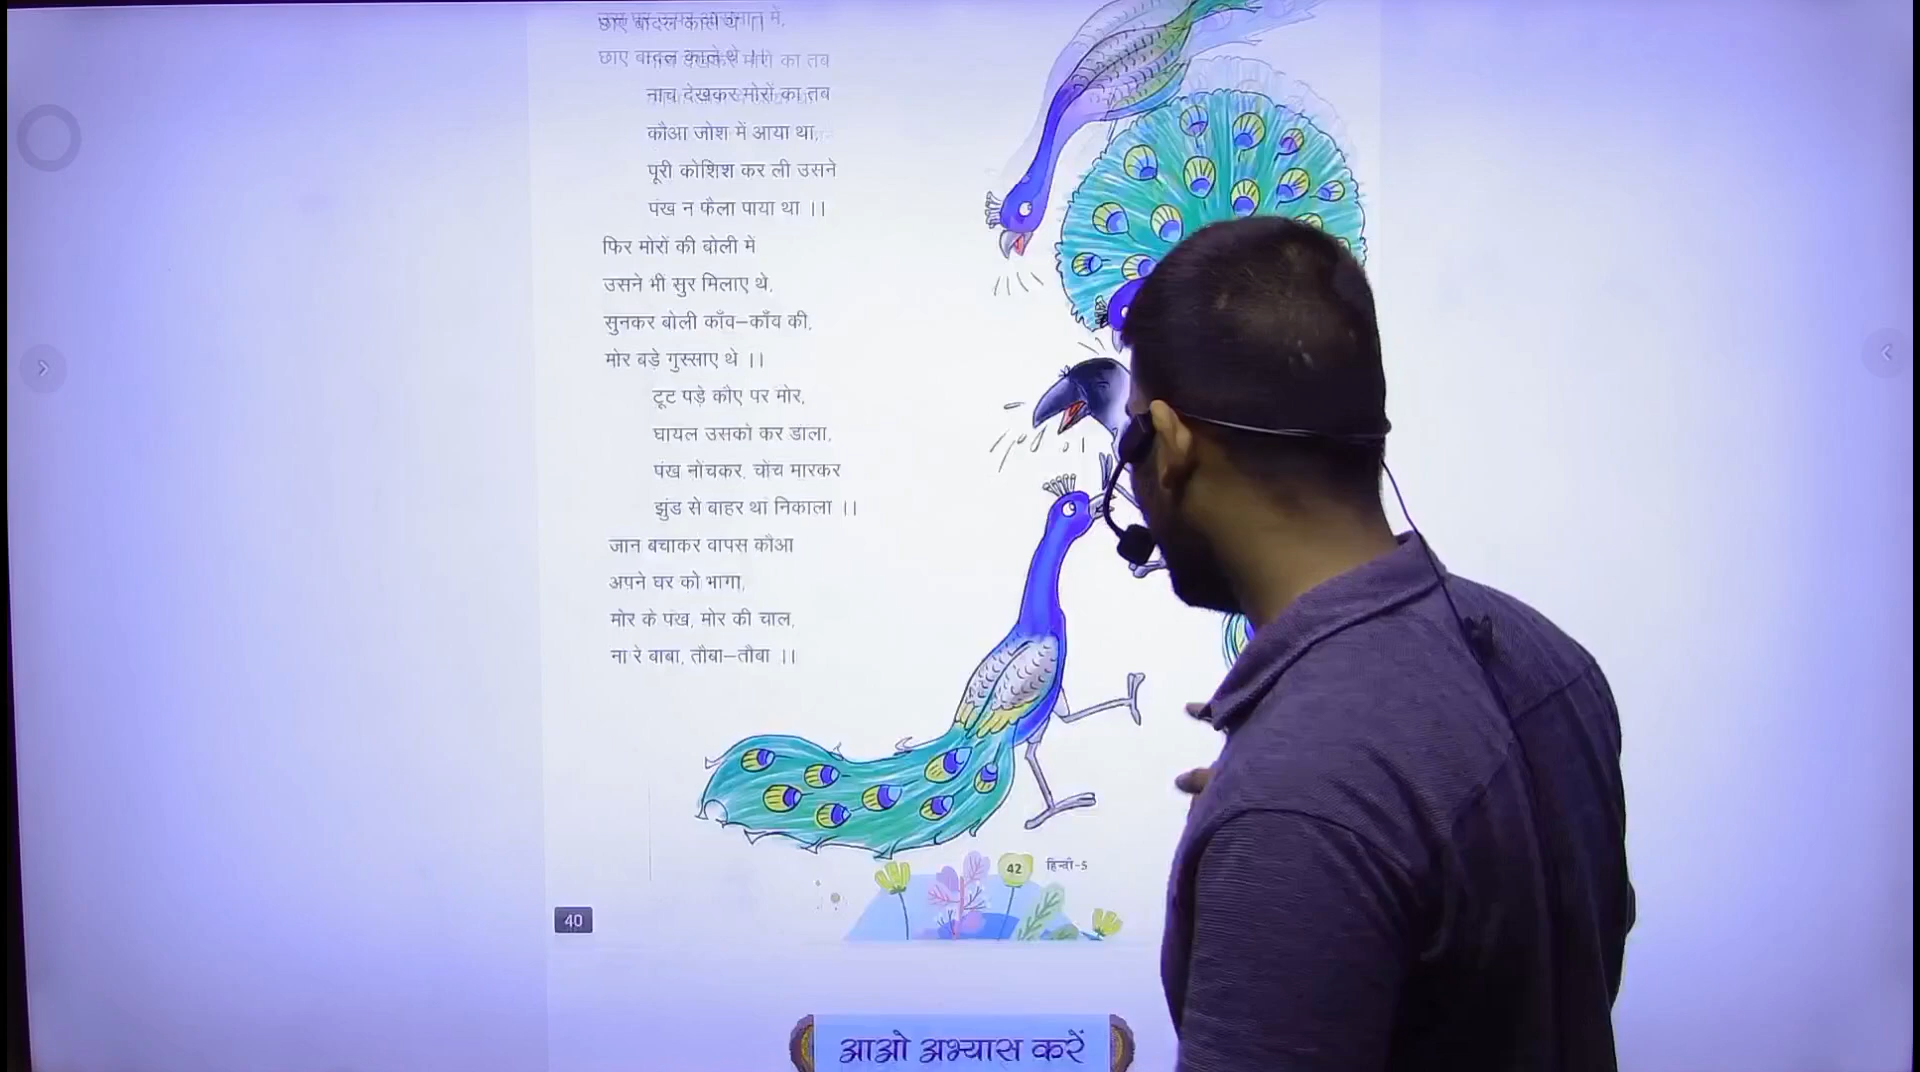 छाए बादल काले थे ।।
नाच देखकर मोरों का तब
कौआ जोश में आया था,
पूरी कोशिश कर ली उसने
पंख न फैला पाया था ।।
फिर मोरों की बोली में
उसने भी सुर मिलाए थे,
सुनकर बोली काँव–काँव की,
मोर बड़े गुस्साए थे ।।
टूट पड़े कौए पर मोर,
घायल उसको कर डाला,
पंख नोंचकर, चोंच मारकर
झुंड से बाहर था निकाला ।।
जान बचाकर वापस कौआ
अपने घर को भागा,
मोर के पंख, मोर की चाल,
ना रे बाबा, तौबा–तौबा ।।
42 हिन्दी-5
40
आओ अभ्यास करें